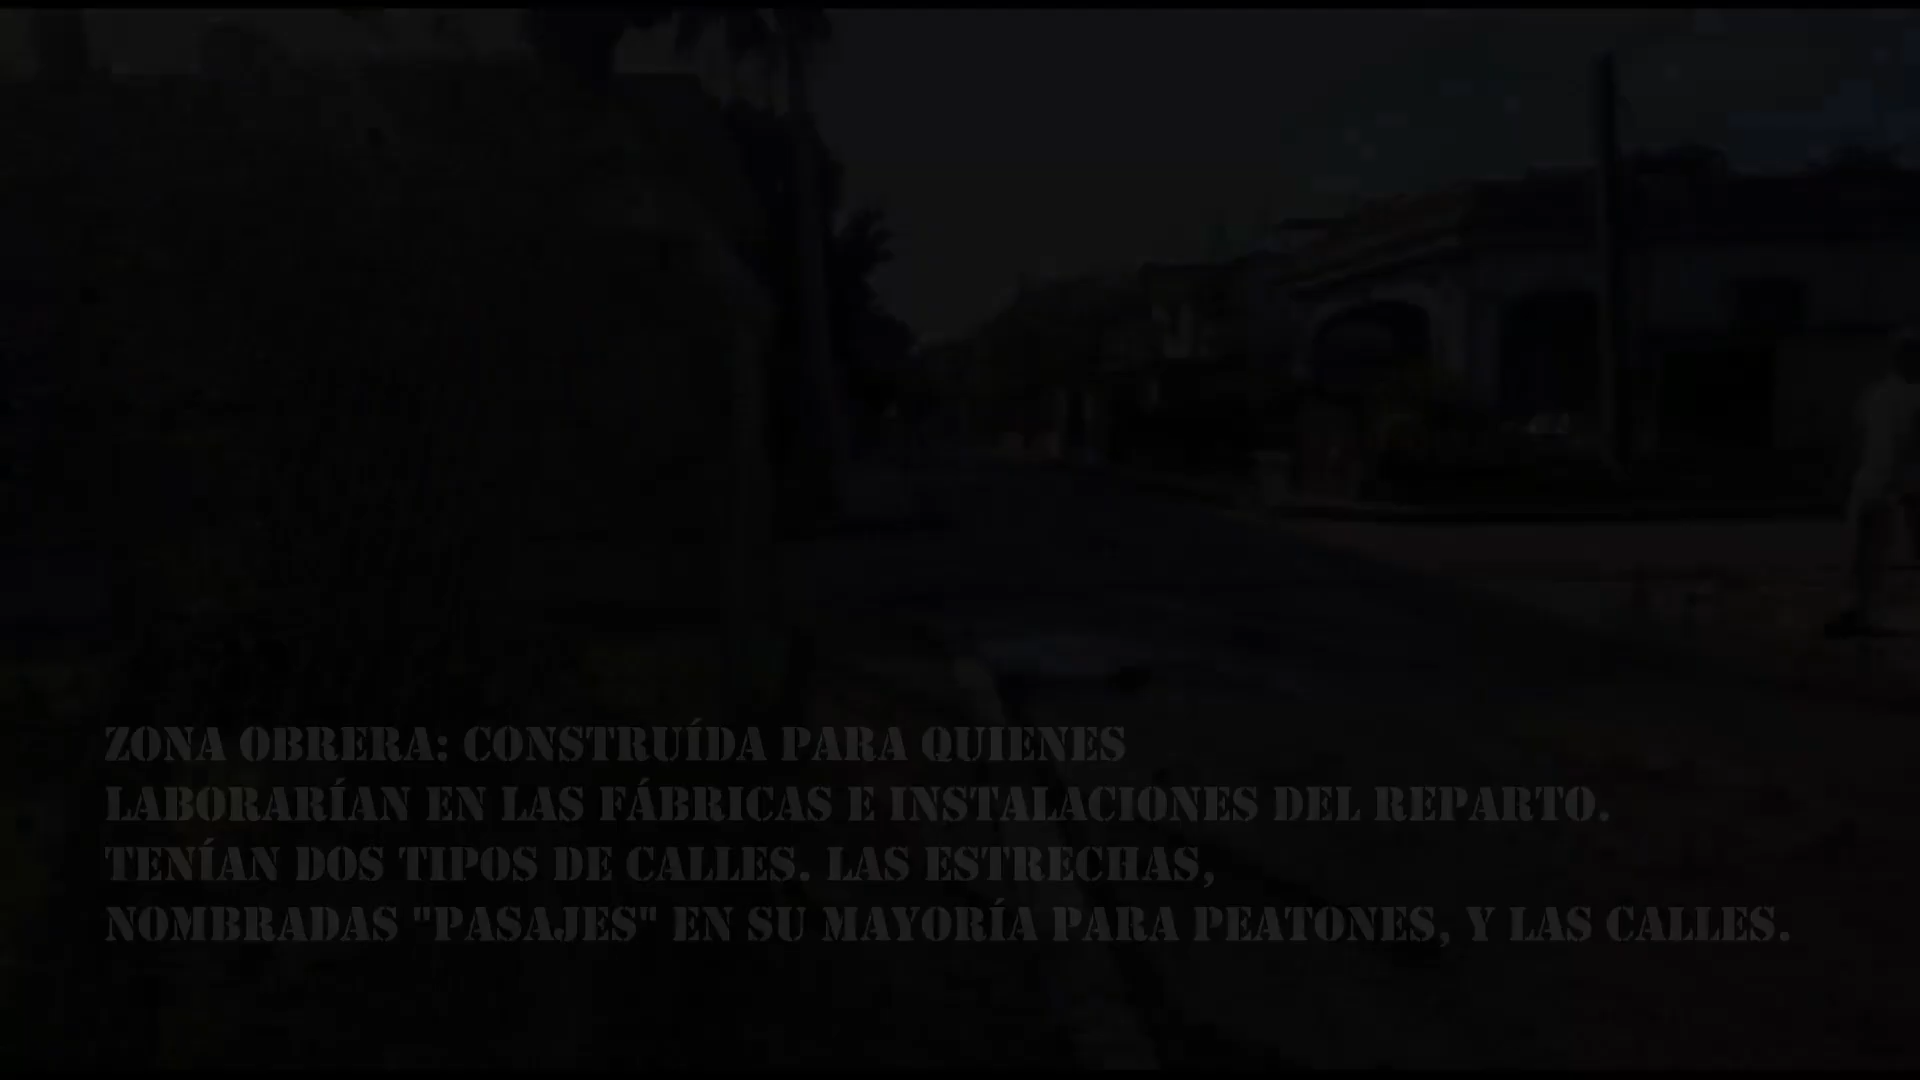 ZONA OBRERA: CONSTRUÍDA PARA QUIENES
LABORARÍAN EN LAS FÁBRICAS E INSTALACIONES DEL REPARTO.
TENÍAN DOS TIPOS DE CALLES. LAS ESTRECHAS,
NOMBRADAS "PASAJES" EN SU MAYORÍA PARA PEATONES, Y LAS CALLES.